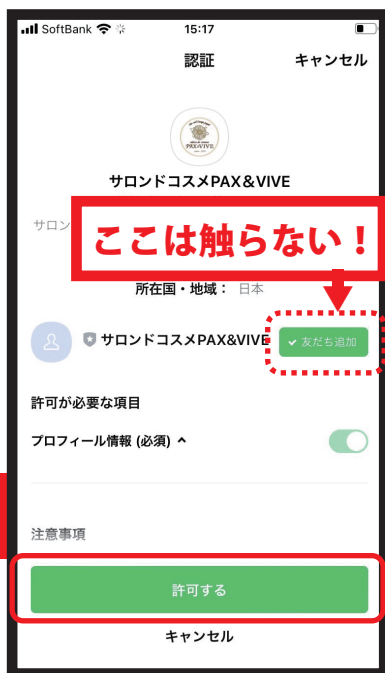 SoftBank 15:17
認証 キャンセル
PAX&VIVE
サロンドコスメPAX&VIVE
サロン
ここは触らない！
所在国・地域： 日本
サロンドコスメPAX&VIVE 友だち追加
許可が必要な項目
プロフィール情報 (必須)
注意事項
許可する
キャンセル